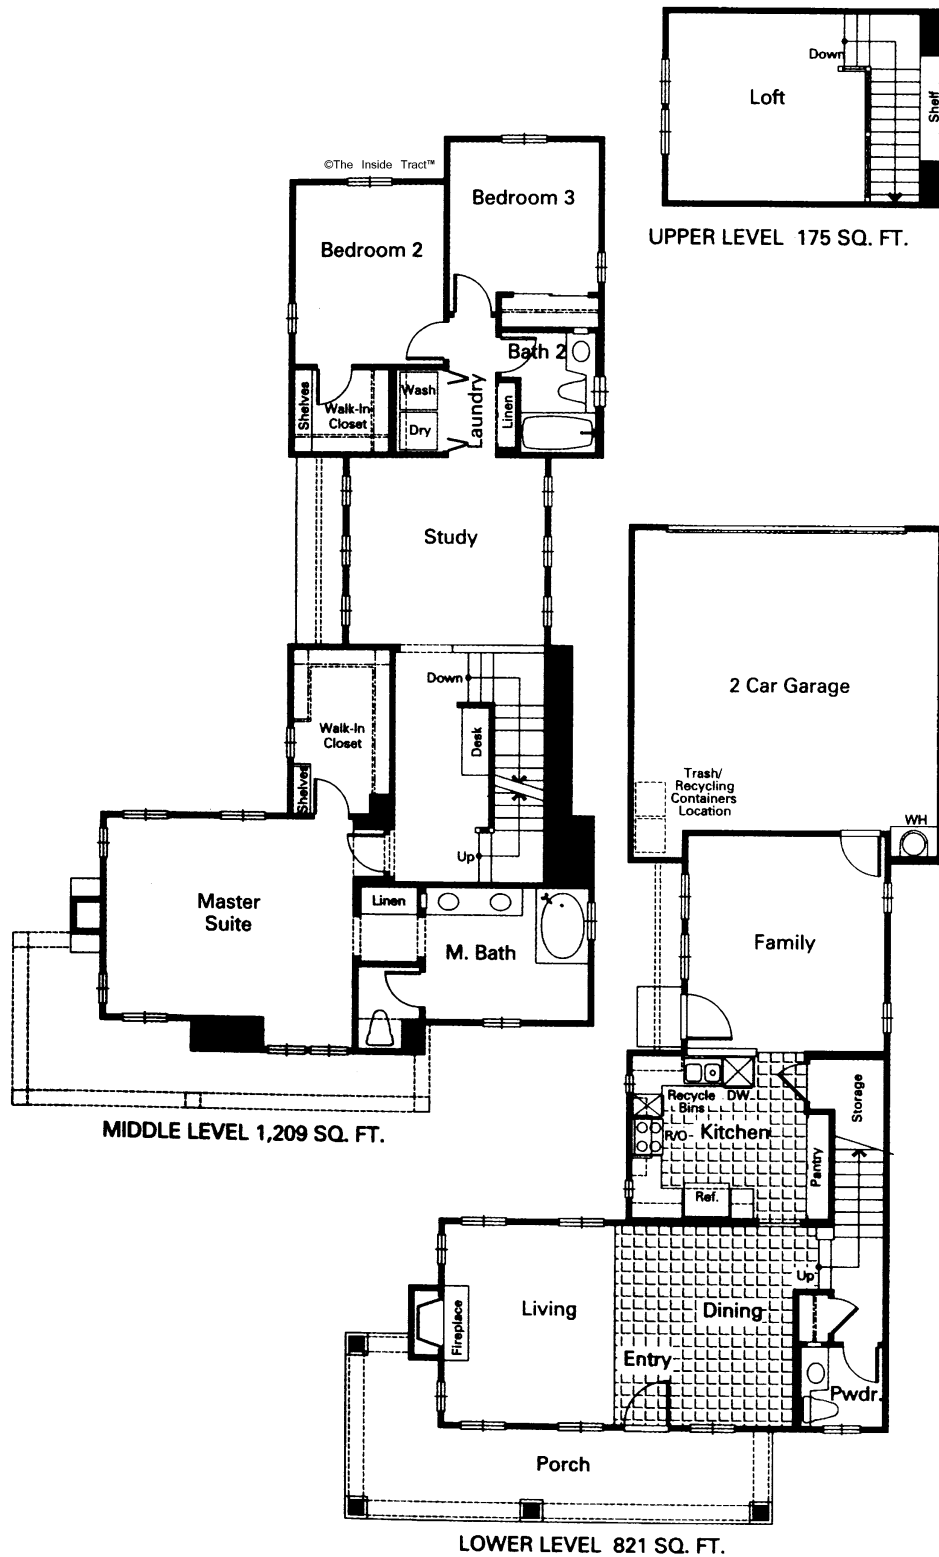 Down
Loft
Shelf
UPPER LEVEL 175 SQ. FT.
©The Inside Tract™
Bedroom 3
Bedroom 2
Bath 2
Shelves
Walk-In
Closet
Wash
Dry
Laundry
Linen
Study
Down
Walk-In
Closet
Desk
Shelves
Up
Master
Suite
Linen
M. Bath
MIDDLE LEVEL 1,209 SQ. FT.
2 Car Garage
Trash/
Recycling
Containers
Location
WH
Family
Storage
Recycle
Bins
DW
R/O
Kitchen
Pantry
Ref.
Up
Living
Dining
Fireplace
Entry
Pwdr.
Porch
LOWER LEVEL 821 SQ. FT.